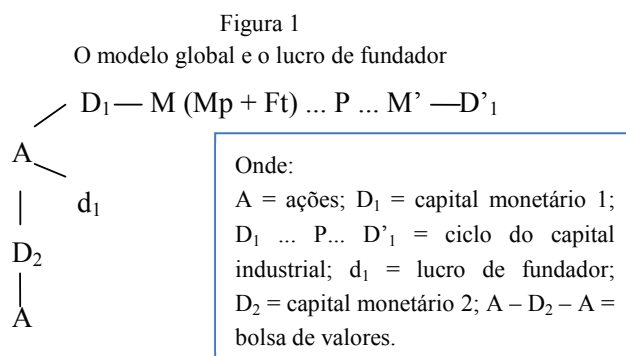 Figura 1
O modelo global e o lucro de fundador
D₁— M (Mp + Ft) ... P ... M’ —D’₁
A
d₁
D₂
A
Onde:
A = ações; D₁ = capital monetário 1;
D₁ ... P... D’₁ = ciclo do capital
industrial; d₁ = lucro de fundador;
D₂ = capital monetário 2; A – D₂ – A =
bolsa de valores.